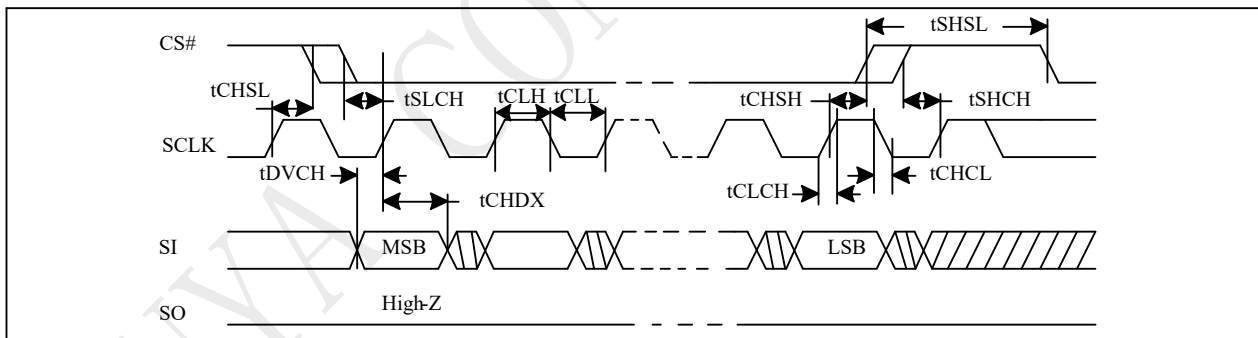 tSHSL
CS#
tCHSL
tSLCH
tCLH
tCLL
tCHSH
tSHCH
SCLK
tDVCH
tCHDX
tCLCH
tCHCL
SI
MSB
LSB
SO
High-Z